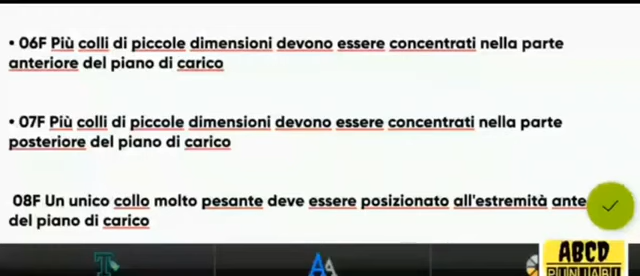 • 06F Più colli di piccole dimensioni devono essere concentrati nella parte
anteriore del piano di carico
• 07F Più colli di piccole dimensioni devono essere concentrati nella parte
posteriore del piano di carico
08F Un unico collo molto pesante deve essere posizionato all'estremità ante
del piano di carico
ABCD
PUNJABI